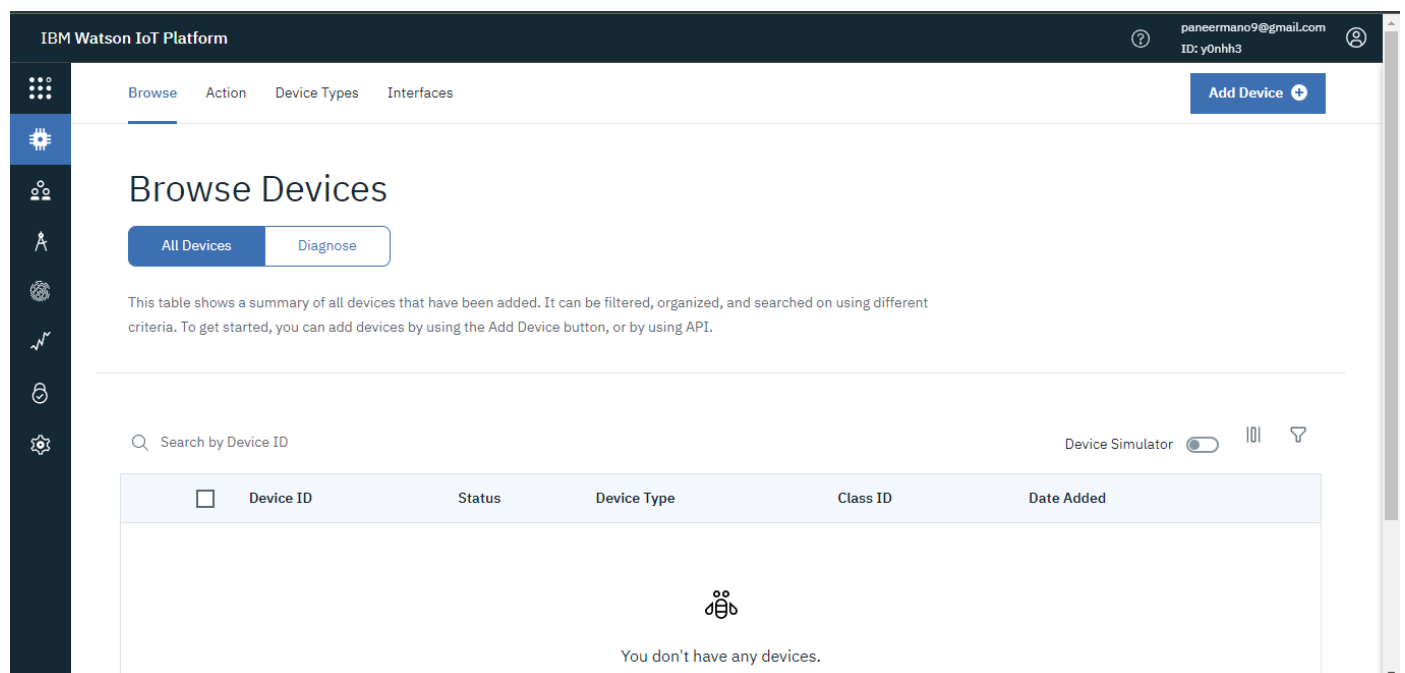 IBM Watson IoT Platform
paneermano9@gmail.com
ID: y0nhh3
Browse Action Device Types Interfaces
Add Device
Browse Devices
All Devices Diagnose
This table shows a summary of all devices that have been added. It can be filtered, organized, and searched on using different
criteria. To get started, you can add devices by using the Add Device button, or by using API.
Search by Device ID
Device Simulator
Device ID Status Device Type Class ID Date Added
You don't have any devices.